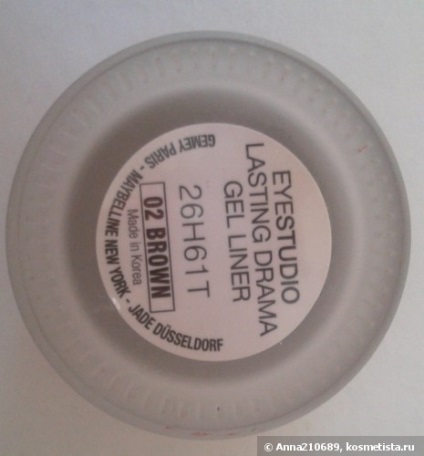 EYESTUDIO
LASTING DRAMA
GEL LINER
26H61T
02 BROWN
Made in Korea
GEMEY PARIS - MAYBELLINE NEW YORK - JADE DÜSSELDORF
© Anna210689, kosmetista.ru